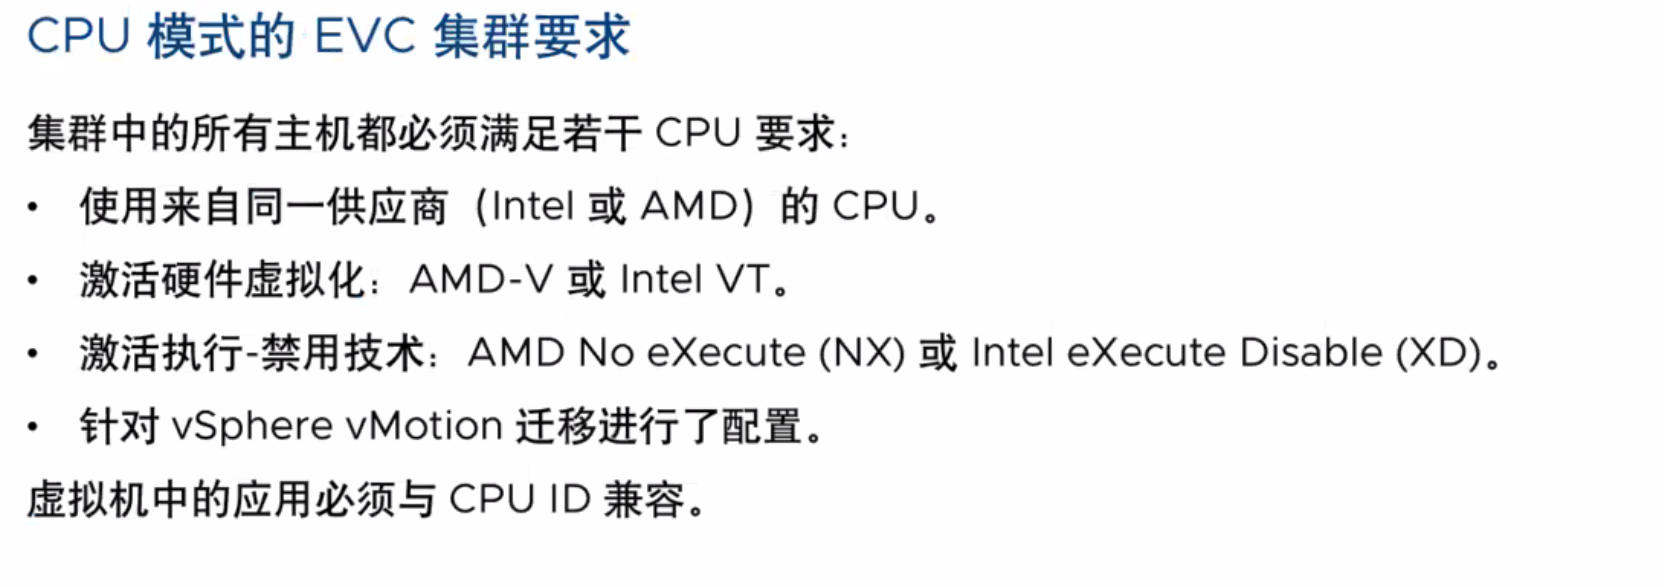 CPU 模式的 EVC 集群要求
集群中的所有主机都必须满足若干 CPU 要求：
• 使用来自同一供应商（Intel 或 AMD）的 CPU。
• 激活硬件虚拟化：AMD-V 或 Intel VT。
• 激活执行-禁用技术：AMD No eXecute (NX) 或 Intel eXecute Disable (XD)。
• 针对 vSphere vMotion 迁移进行了配置。
虚拟机中的应用必须与 CPU ID 兼容。